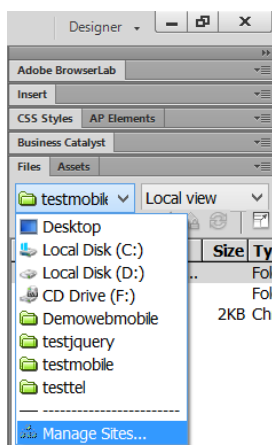 Designer
Adobe BrowserLab
Insert
CSS Styles AP Elements
Business Catalyst
Files Assets
testmobile Local view
Desktop
Local Disk (C:)
Local Disk (D:)
CD Drive (F:)
Demowebmobile
testjquery
testmobile
testtel
Manage Sites...
Size Ty
.. Fol
Fol
2KB Ch